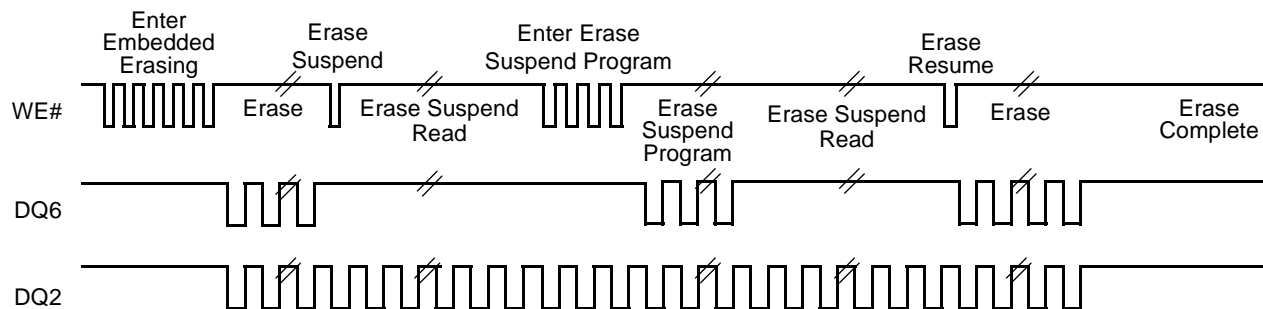 Enter
Embedded
Erasing
Erase
Suspend
Enter Erase
Suspend Program
Erase
Resume
WE#
Erase
Erase Suspend
Read
Erase
Suspend
Program
Erase Suspend
Read
Erase
Erase
Complete
DQ6
DQ2